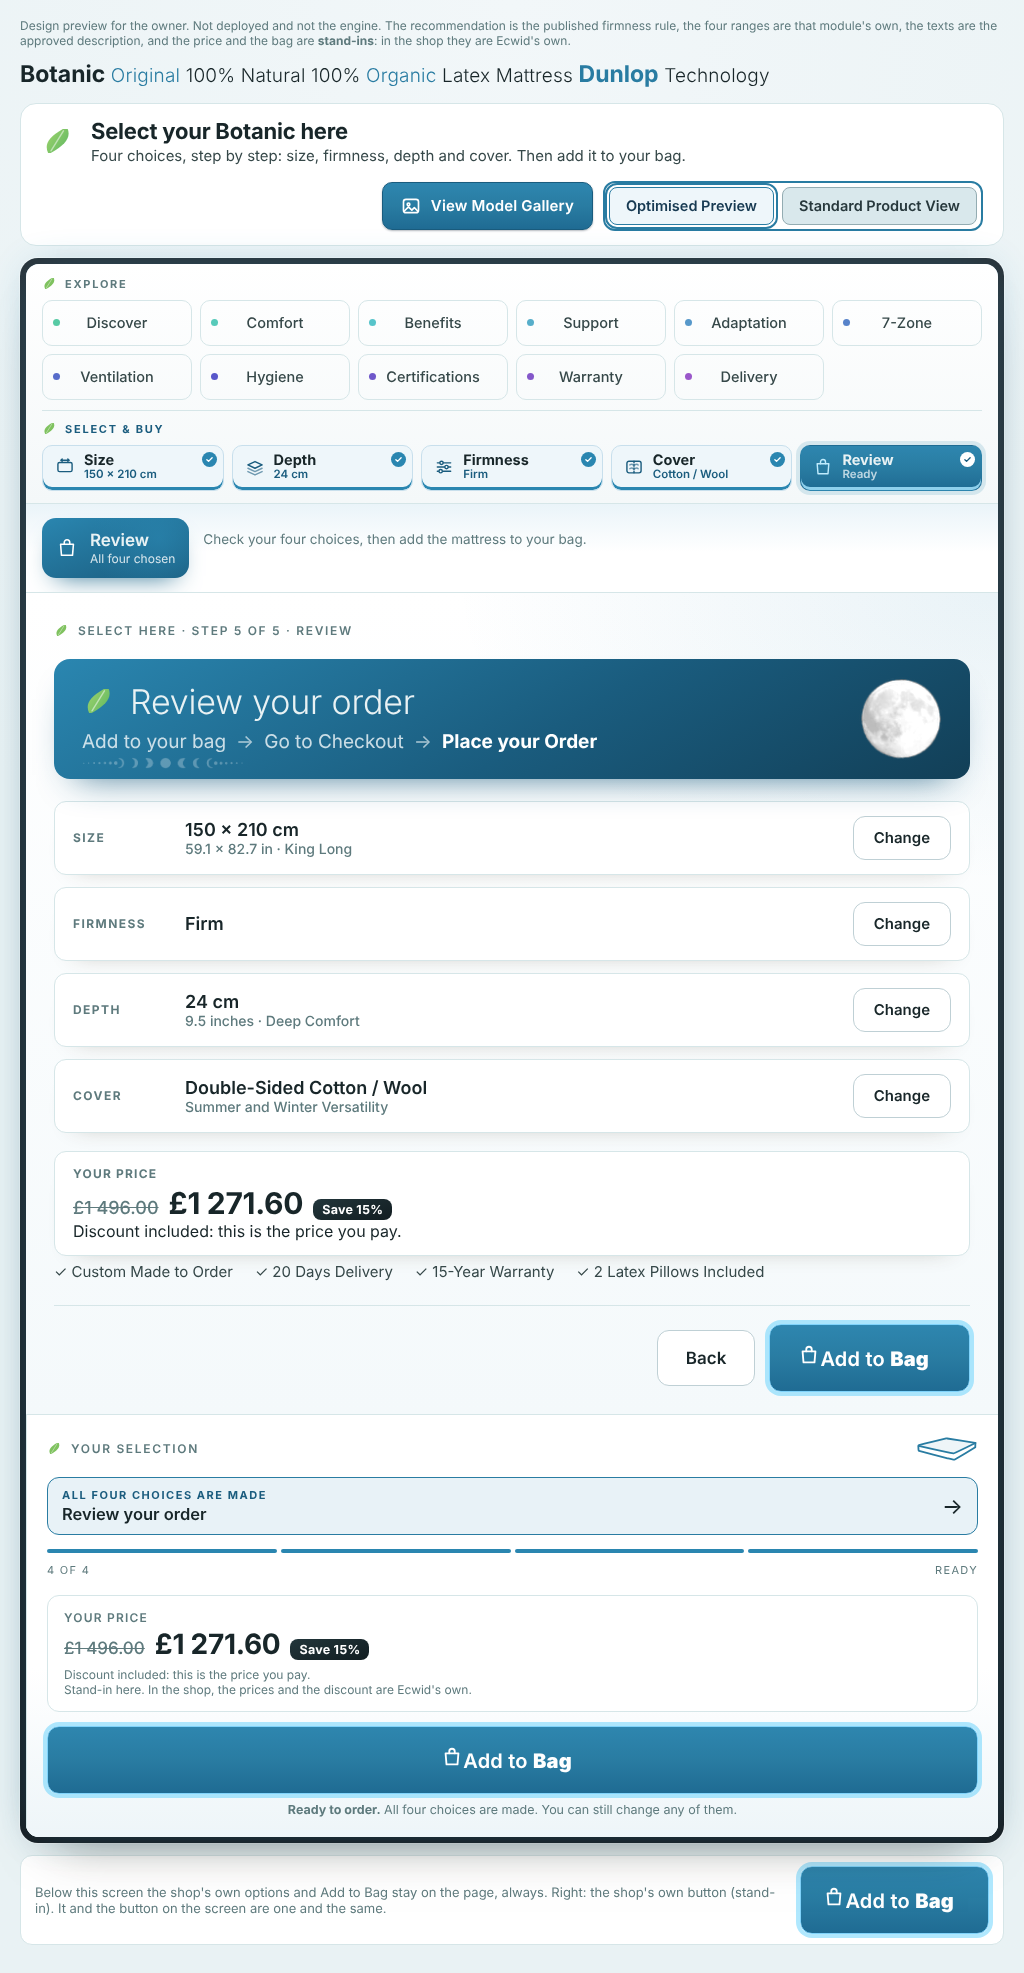 Design preview for the owner. Not deployed and not the engine. The recommendation is the published firmness rule, the four ranges are that module's own, the texts are the
approved description, and the price and the bag are stand-ins: in the shop they are Ecwid's own.
Botanic Original 100% Natural 100% Organic Latex Mattress Dunlop Technology
Select your Botanic here
Four choices, step by step: size, firmness, depth and cover. Then add it to your bag.
View Model Gallery
Optimised Preview
Standard Product View
EXPLORE
Discover
Comfort
Benefits
Support
Adaptation
7-Zone
Ventilation
Hygiene
Certifications
Warranty
Delivery
SELECT & BUY
Size
150 × 210 cm
Depth
24 cm
Firmness
Firm
Cover
Cotton / Wool
Review
Ready
Review
All four chosen
Check your four choices, then add the mattress to your bag.
SELECT HERE · STEP 5 OF 5 · REVIEW
Review your order
Add to your bag → Go to Checkout → Place your Order
SIZE
150 × 210 cm
59.1 × 82.7 in · King Long
Change
FIRMNESS
Firm
Change
DEPTH
24 cm
9.5 inches · Deep Comfort
Change
COVER
Double-Sided Cotton / Wool
Summer and Winter Versatility
Change
YOUR PRICE
£1 496.00 £1 271.60 Save 15%
Discount included: this is the price you pay.
✓ Custom Made to Order ✓ 20 Days Delivery ✓ 15-Year Warranty ✓ 2 Latex Pillows Included
Back
Add to Bag
YOUR SELECTION
ALL FOUR CHOICES ARE MADE
Review your order →
4 OF 4
READY
YOUR PRICE
£1 496.00 £1 271.60 Save 15%
Discount included: this is the price you pay.
Stand-in here. In the shop, the prices and the discount are Ecwid's own.
Add to Bag
Ready to order. All four choices are made. You can still change any of them.
Below this screen the shop's own options and Add to Bag stay on the page, always. Right: the shop's own button (stand-
in). It and the button on the screen are one and the same.
Add to Bag